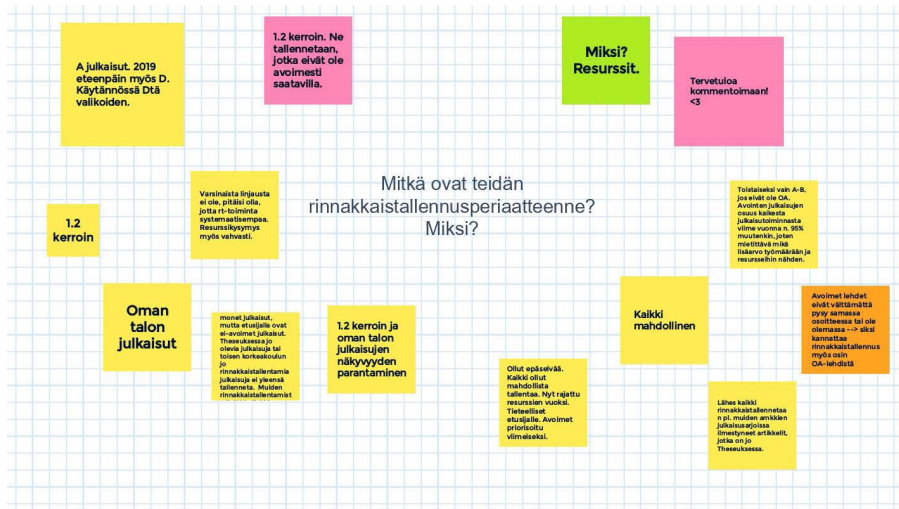 A julkaisut. 2019
eteenpäin myös D.
Käytännössä Dtä
valikoiden.
1.2 kerroin. Ne
tallennetaan,
jotka eivät ole
avoimesti
saatavilla.
Miksi?
Resurssit.
Tervetuloa
kommentoimaan!
<3
Mitkä ovat teidän
rinnakkaistallennusperiaatteenne?
Miksi?
1.2
kerroin
Varsinaista linjausta
ei ole, pitäisi olla,
jotta rt-toiminta
systemaattisempaa.
Resurssikysymys
myös vahvasti.
Toistaiseksi vain A-B,
jos eivät ole OA.
Avointen julkaisujen
osuus kaikesta
julkaisutoiminnasta
viime vuonna n. 95%
muutenkin, joten
mietittävä mikä
lisäarvo työmäärään ja
resursseihin nähden.
Oman
talon
julkaisut
monet julkaisut,
mutta etusijalla ovat
ei-avoimet julkaisut.
Theseuksessa jo
olevia julkaisuja tai
toisen korkeakoulun
jo
rinnakkaistallentamia
julkaisuja ei yleensä
tallenneta. Muiden
rinnakkaistallentamist
1.2 kerroin ja
oman talon
julkaisujen
näkyvyyden
parantaminen
Ollut epäselvää.
Kaikki ollut
mahdollista
tallentaa. Nyt rajattu
resurssien vuoksi.
Tieteelliset
etusijalle. Avoimet
priorisoitu
viimeiseksi.
Kaikki
mahdollinen
Avoimet lehdet
eivät välttämättä
pysy samassa
osoitteessa tai ole
olemassa --> siksi
kannattaa
rinnakkaistallennus
myös osin
OA-lehdistä
Lähes kaikki
rinnakkaistallennetaa
n pl. muiden amkkien
julkaisusarjoissa
ilmestyneet artikkelit,
jotka on jo
Theseuksessa.